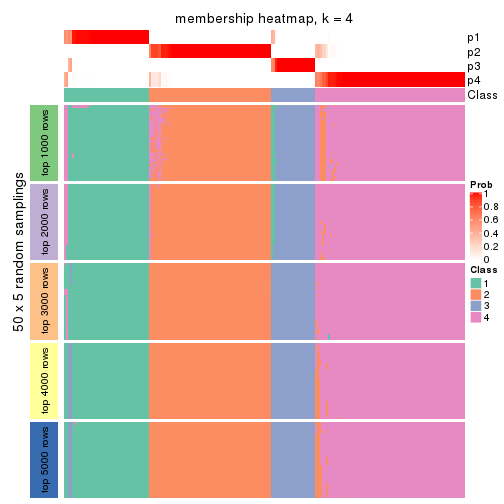 membership heatmap, k = 4
p1
p2
p3
p4
Class
50 x 5 random samplings
top 1000 rows
top 2000 rows
top 3000 rows
top 4000 rows
top 5000 rows
Prob
1
0.8
0.6
0.4
0.2
0
Class
1
2
3
4